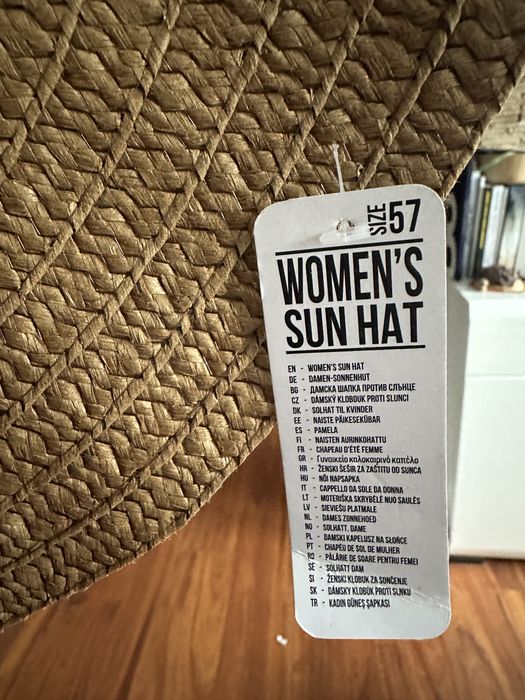 SIZE 57
WOMEN'S
SUN HAT
EN - WOMEN'S SUN HAT
DE - DAMEN-SONNENHUT
BG - ДАМСКА ШАПКА ПРОТИВ СЛЪНЦЕ
CZ - DÁMSKÝ KLOBOUK PROTI SLUNCI
DK - SOLHAT TIL KVINDER
EE - NAISTE PÄIKESEKÜBAR
ES - PAMELA
FI - NAISTEN AURINKOHATTU
FR - CHAPEAU D'ÉTÉ FEMME
GR - Γυναικείο καλοκαιρινό καπέλο
HR - ŽENSKI ŠEŠIR ZA ZAŠTITU OD SUNCA
HU - NŐI NAPSAPKA
IT - CAPPELLO DA SOLE DA DONNA
LT - MOTERIŠKA SKRYBĖLĖ NUO SAULĖS
LV - SIEVIEŠU PLATMALE
NL - DAMES ZONNEHOED
NO - SOLHATT, DAME
PL - DAMSKI KAPELUSZ NA SŁOŃCE
PT - CHAPÉU DE SOL DE MULHER
RO - PĂLĂRIE DE SOARE PENTRU FEMEI
SE - SOLHATT DAM
SI - ŽENSKI KLOBUK ZA SONČENJE
SK - DÁMSKY KLOBÚK PROTI SLNKU
TR - KADIN GÜNEŞ ŞAPKASI